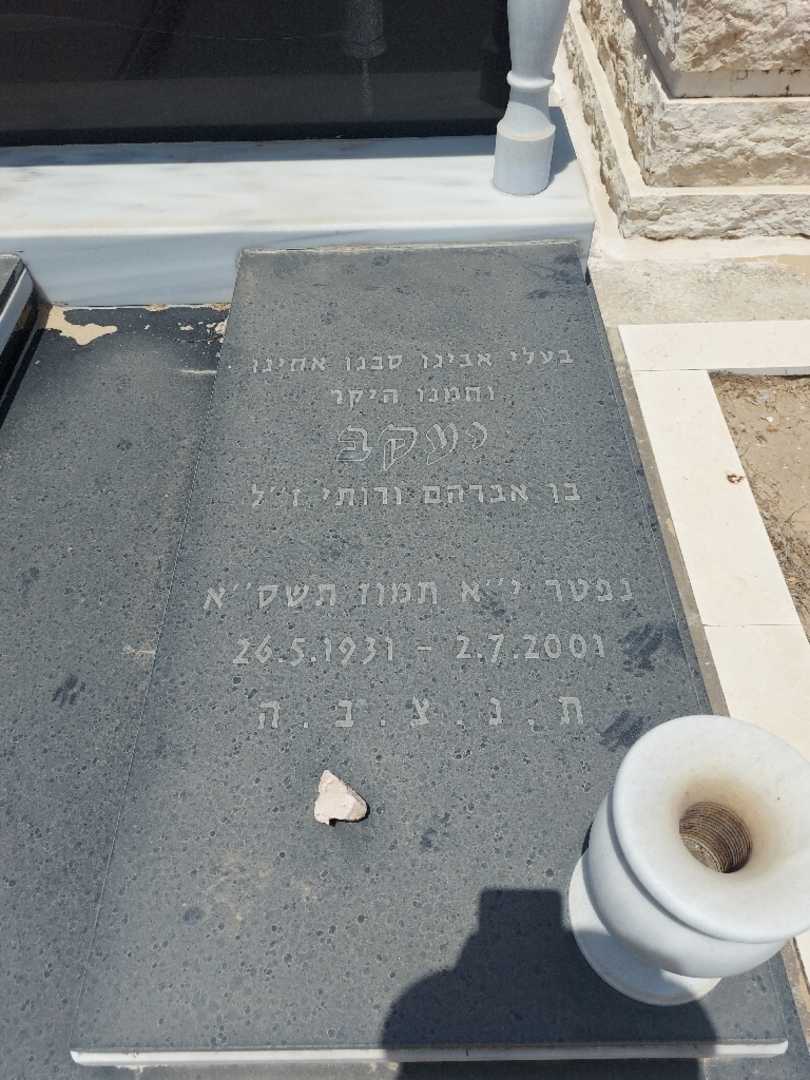 בעלי אבינו סבנו אחינו
וחמנו היקר
יעקב
בן אברהם ורותי ז''ל
נפטר י''א תמוז תשס''א
26.5.1931 - 2.7.2001
ת.נ.צ.ב.ה